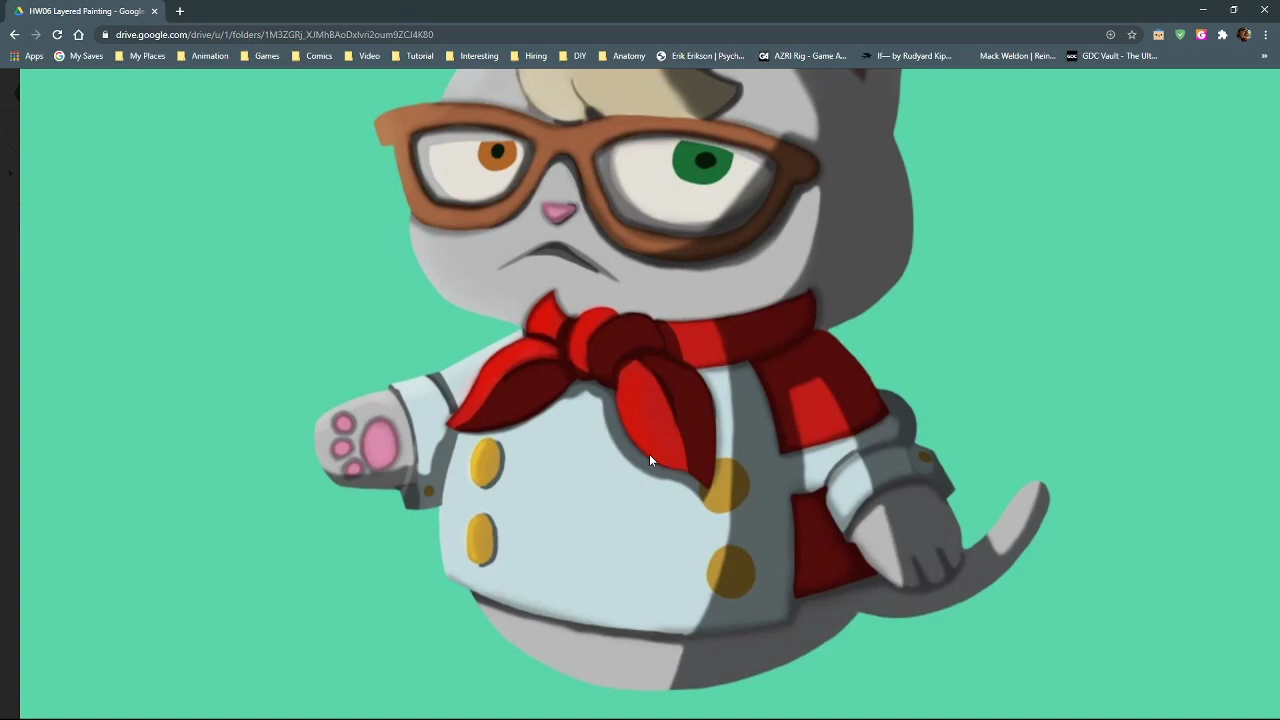 HW06 Layered Painting - Google
drive.google.com/drive/u/1/folders/1M3ZGRj_XJMhBAoDxlvri2oum9ZCJ4K80
Apps My Saves My Places Animation Games Comics Video Tutorial Interesting Hiring DIY Anatomy Erik Erikson | Psych... AZRI Rig - Game A... If— by Rudyard Kip... Mack Weldon | Rein... GDC Vault - The Ult...